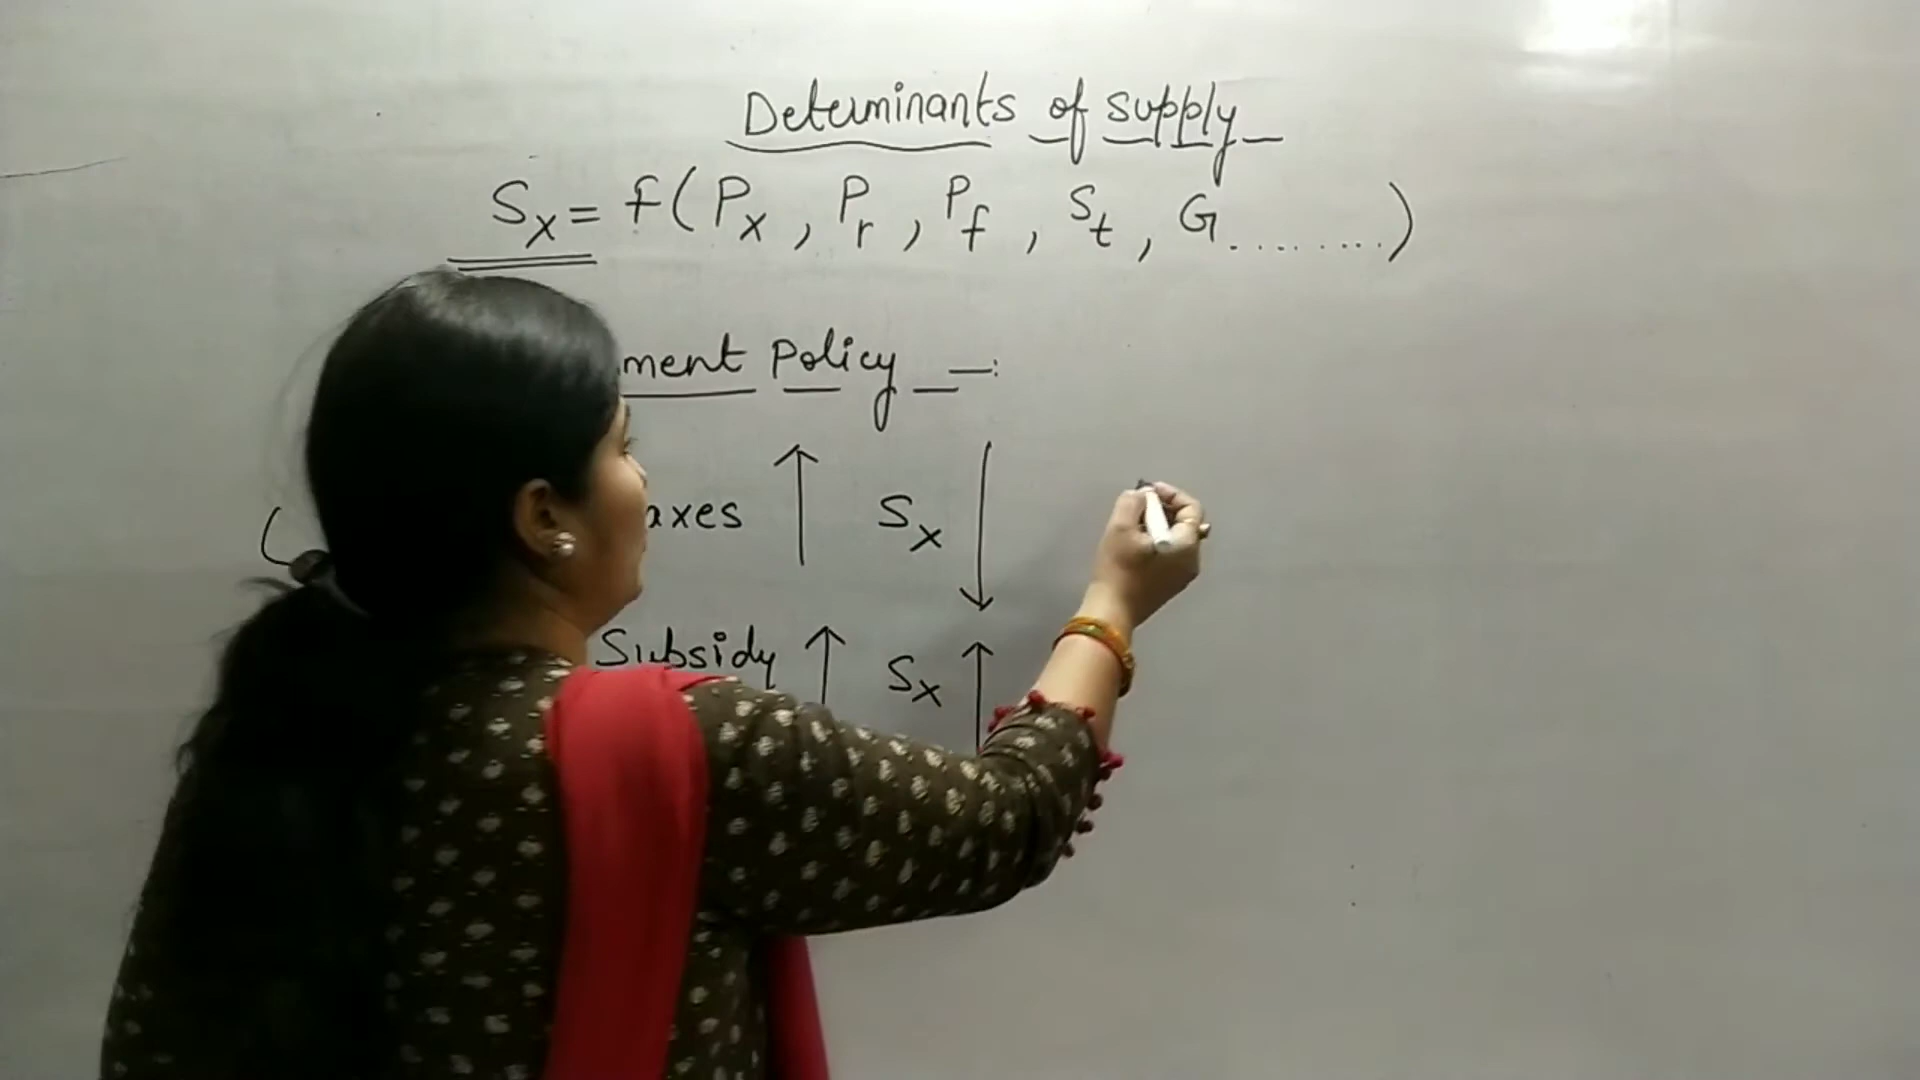 Determinants of supply
Sx = f(Px, Pr, Pf, St, G.........)
ment Policy —:
axes ↑ Sx ↓
Subsidy ↑ Sx ↑